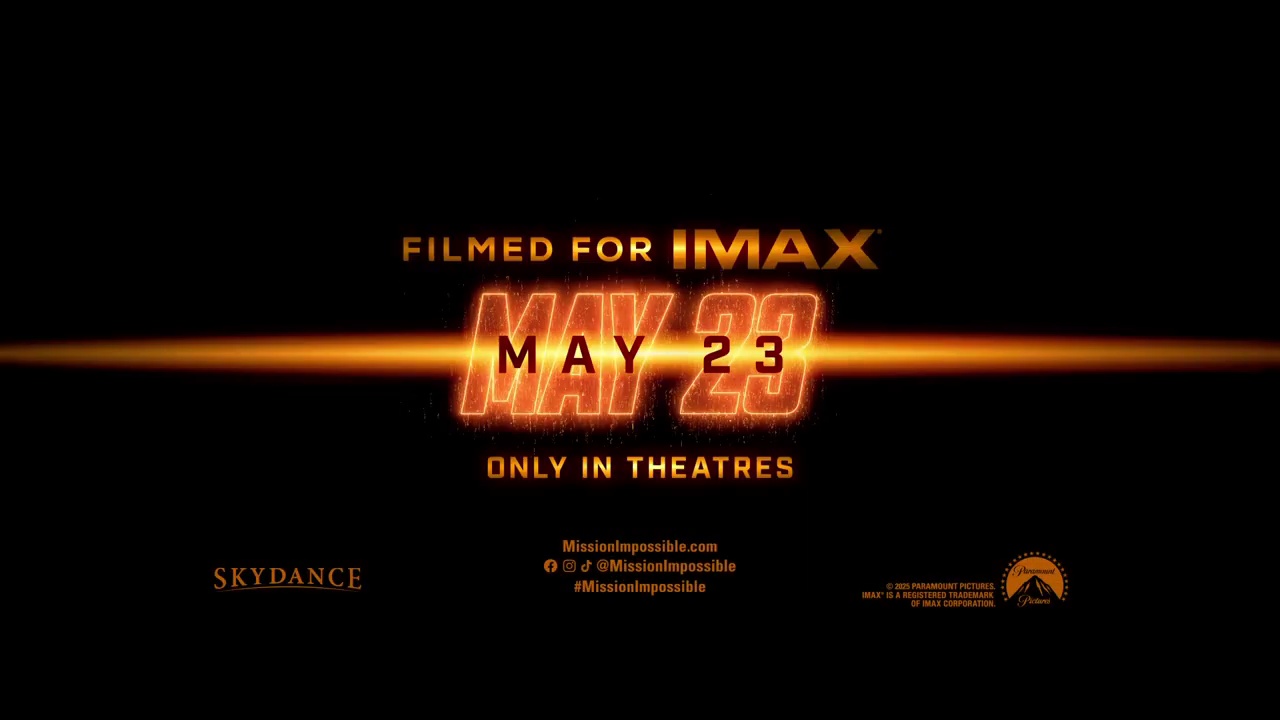 FILMED FOR IMAX®
MAY 23
MAY 23
ONLY IN THEATRES
MissionImpossible.com
@MissionImpossible
#MissionImpossible
SKYDANCE
© 2025 PARAMOUNT PICTURES.
IMAX® IS A REGISTERED TRADEMARK
OF IMAX CORPORATION.
Paramount
Pictures